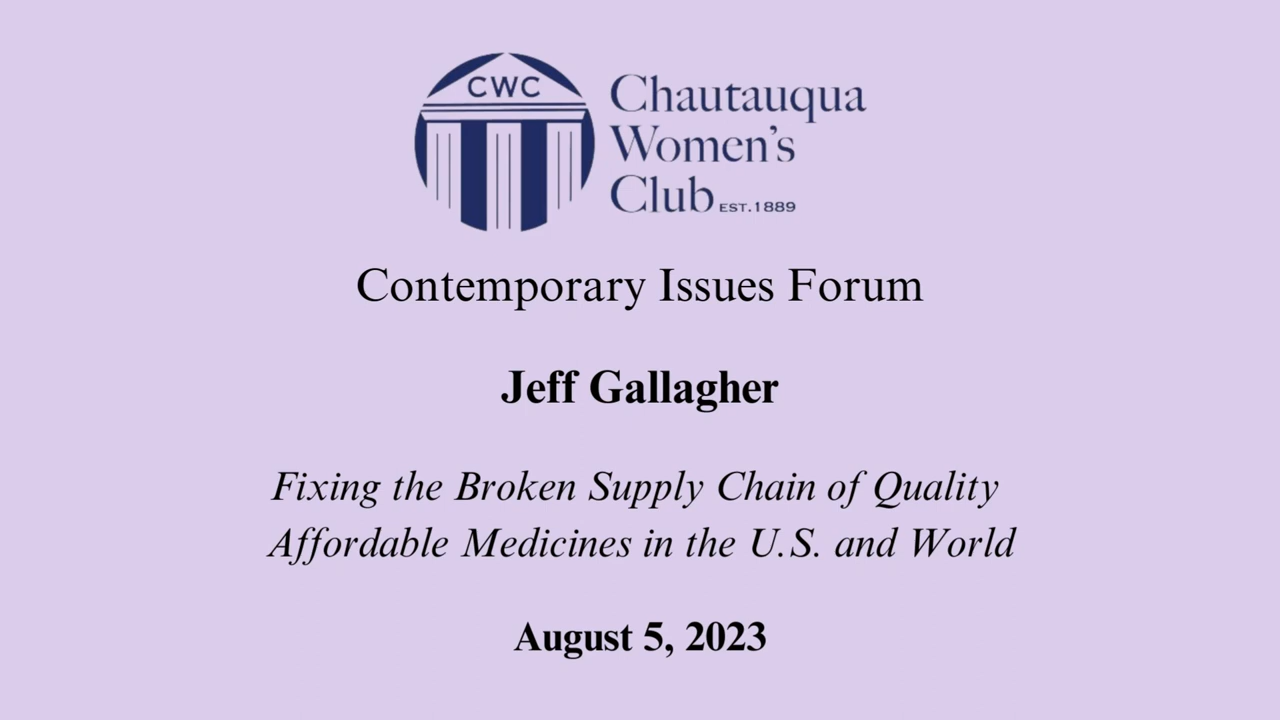 CWC
Chautauqua
Women's
Club EST.1889
Contemporary Issues Forum
Jeff Gallagher
Fixing the Broken Supply Chain of Quality
Affordable Medicines in the U.S. and World
August 5, 2023